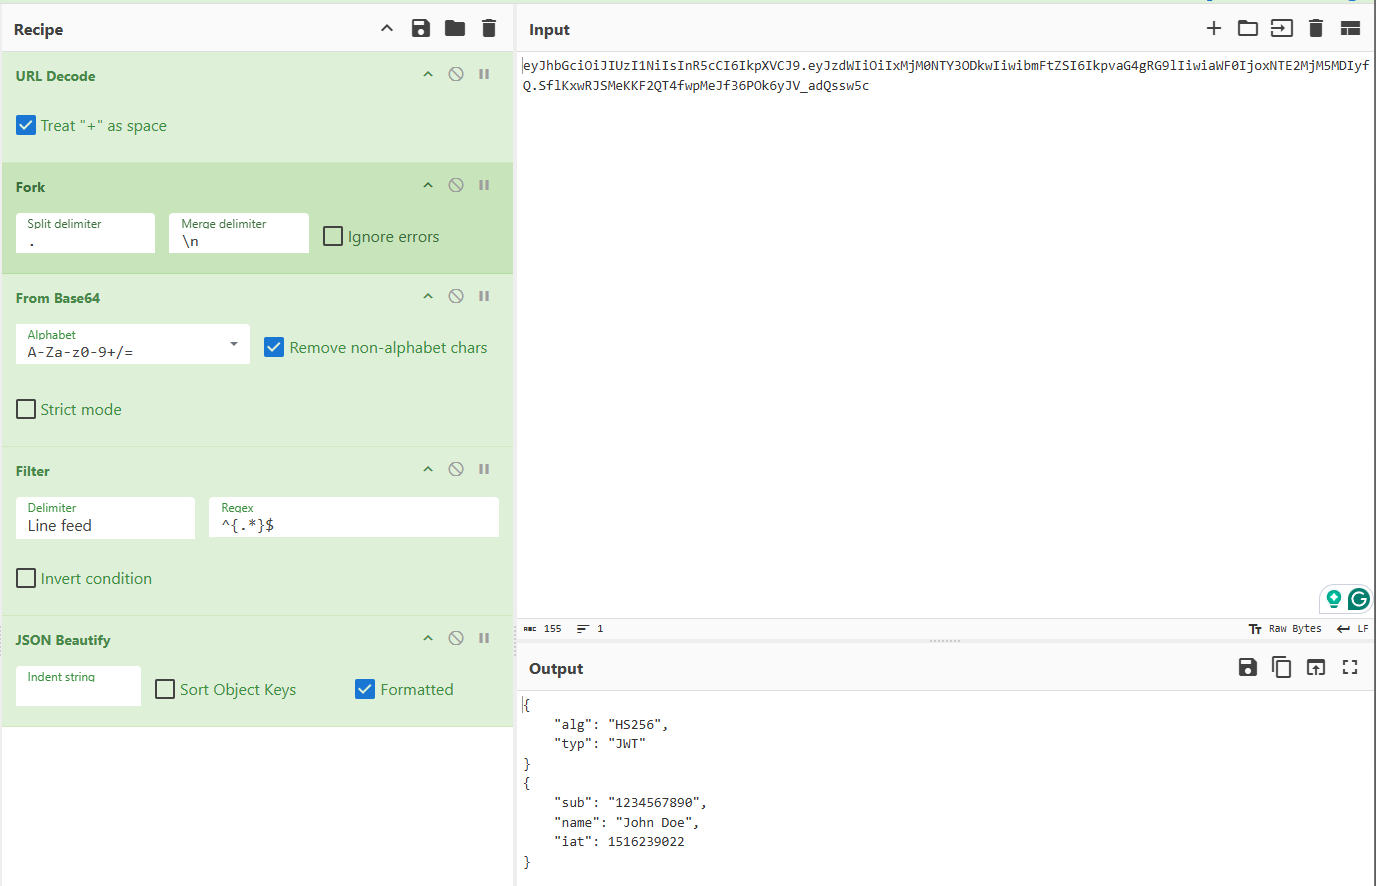 Recipe
URL Decode
Treat "+" as space
Fork
Split delimiter
.
Merge delimiter
\n
Ignore errors
From Base64
Alphabet
A-Za-z0-9+/=
Remove non-alphabet chars
Strict mode
Filter
Delimiter
Line feed
Regex
^{.*}$
Invert condition
JSON Beautify
Indent string
Sort Object Keys
Formatted
Input
eyJhbGciOiJIUzI1NiIsInR5cCI6IkpXVCJ9.eyJzdWIiOiIxMjM0NTY3ODkwIiwibmFtZSI6IkpvaG4gRG9lIiwiaWF0IjoxNTE2MjM5MDIyf
Q.SflKxwRJSMeKKF2QT4fwpMeJf36POk6yJV_adQssw5c
ABC 155 1
Tr Raw Bytes LF
Output
{
    "alg": "HS256",
    "typ": "JWT"
}
{
    "sub": "1234567890",
    "name": "John Doe",
    "iat": 1516239022
}